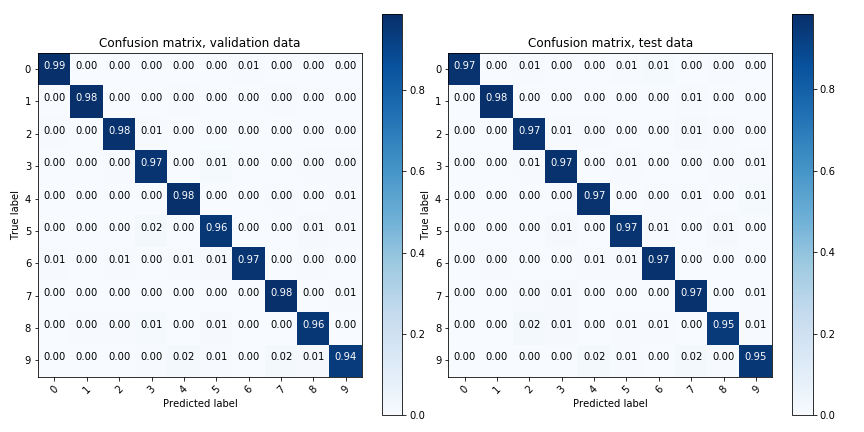 Confusion matrix, validation data
0 0.99 0.00 0.00 0.00 0.00 0.00 0.01 0.00 0.00 0.00
1 0.00 0.98 0.00 0.00 0.00 0.00 0.00 0.00 0.00 0.00
2 0.00 0.00 0.98 0.01 0.00 0.00 0.00 0.00 0.00 0.00
3 0.00 0.00 0.00 0.97 0.00 0.01 0.00 0.00 0.00 0.00
4 0.00 0.00 0.00 0.00 0.98 0.00 0.00 0.00 0.00 0.01
5 0.00 0.00 0.00 0.02 0.00 0.96 0.00 0.00 0.01 0.01
6 0.01 0.00 0.01 0.00 0.01 0.01 0.97 0.00 0.00 0.00
7 0.00 0.00 0.00 0.00 0.00 0.00 0.00 0.98 0.00 0.01
8 0.00 0.00 0.00 0.01 0.00 0.01 0.00 0.00 0.96 0.00
9 0.00 0.00 0.00 0.00 0.02 0.01 0.00 0.02 0.01 0.94
0 1 2 3 4 5 6 7 8 9
True label
Predicted label
0.8
0.6
0.4
0.2
0.0
Confusion matrix, test data
0 0.97 0.00 0.01 0.00 0.00 0.01 0.01 0.00 0.00 0.00
1 0.00 0.98 0.00 0.00 0.00 0.00 0.00 0.01 0.00 0.00
2 0.00 0.00 0.97 0.01 0.00 0.00 0.00 0.01 0.00 0.00
3 0.00 0.00 0.01 0.97 0.00 0.01 0.00 0.00 0.00 0.01
4 0.00 0.00 0.00 0.00 0.97 0.00 0.01 0.01 0.00 0.01
5 0.00 0.00 0.00 0.01 0.00 0.97 0.01 0.00 0.01 0.00
6 0.00 0.00 0.00 0.00 0.01 0.01 0.97 0.00 0.00 0.00
7 0.00 0.00 0.00 0.01 0.00 0.00 0.00 0.97 0.00 0.01
8 0.00 0.00 0.02 0.01 0.00 0.01 0.01 0.00 0.95 0.01
9 0.00 0.00 0.00 0.00 0.02 0.01 0.00 0.02 0.00 0.95
0 1 2 3 4 5 6 7 8 9
True label
Predicted label
0.8
0.6
0.4
0.2
0.0